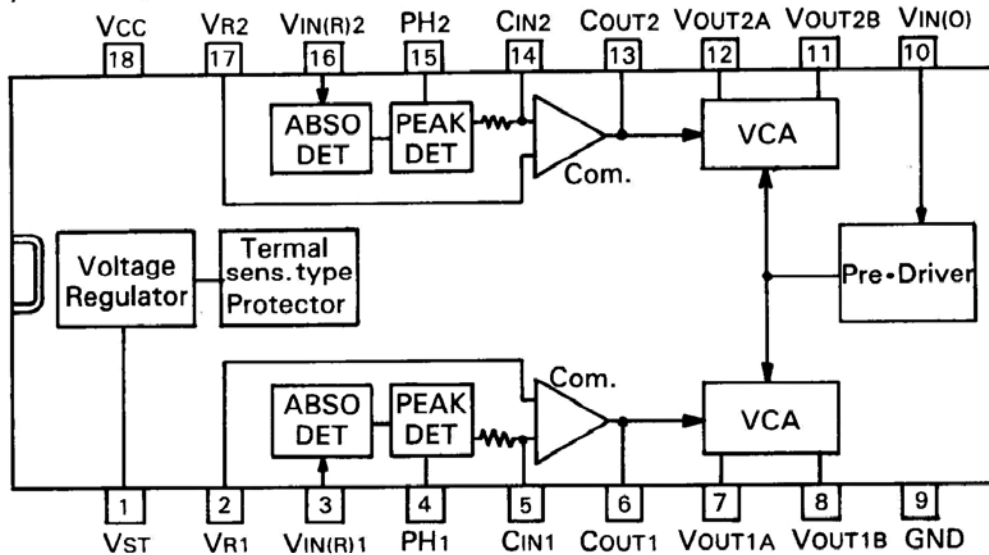 VCC VR2 VIN(R)2 PH2 CIN2 COUT2 VOUT2A VOUT2B VIN(O)
18 17 16 15 14 13 12 11 10
ABSO
DET
PEAK
DET
Com.
VCA
Voltage
Regulator
Termal
sens.type
Protector
Pre-Driver
ABSO
DET
PEAK
DET
Com.
VCA
1 2 3 4 5 6 7 8 9
VST VR1 VIN(R)1 PH1 CIN1 COUT1 VOUT1A VOUT1B GND